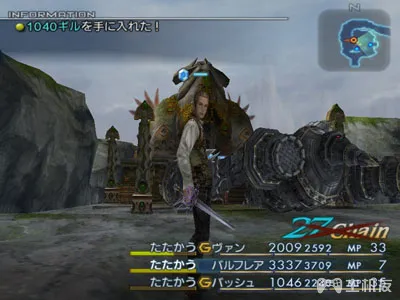 INFORMATION
1040ギルを手に入れた!
N
27 Chain
たたかう G ヴァン 2009 2592 MP 33
たたかう バルフレア 3337 3709 MP 7
たたかう G バッシュ 1046 MP